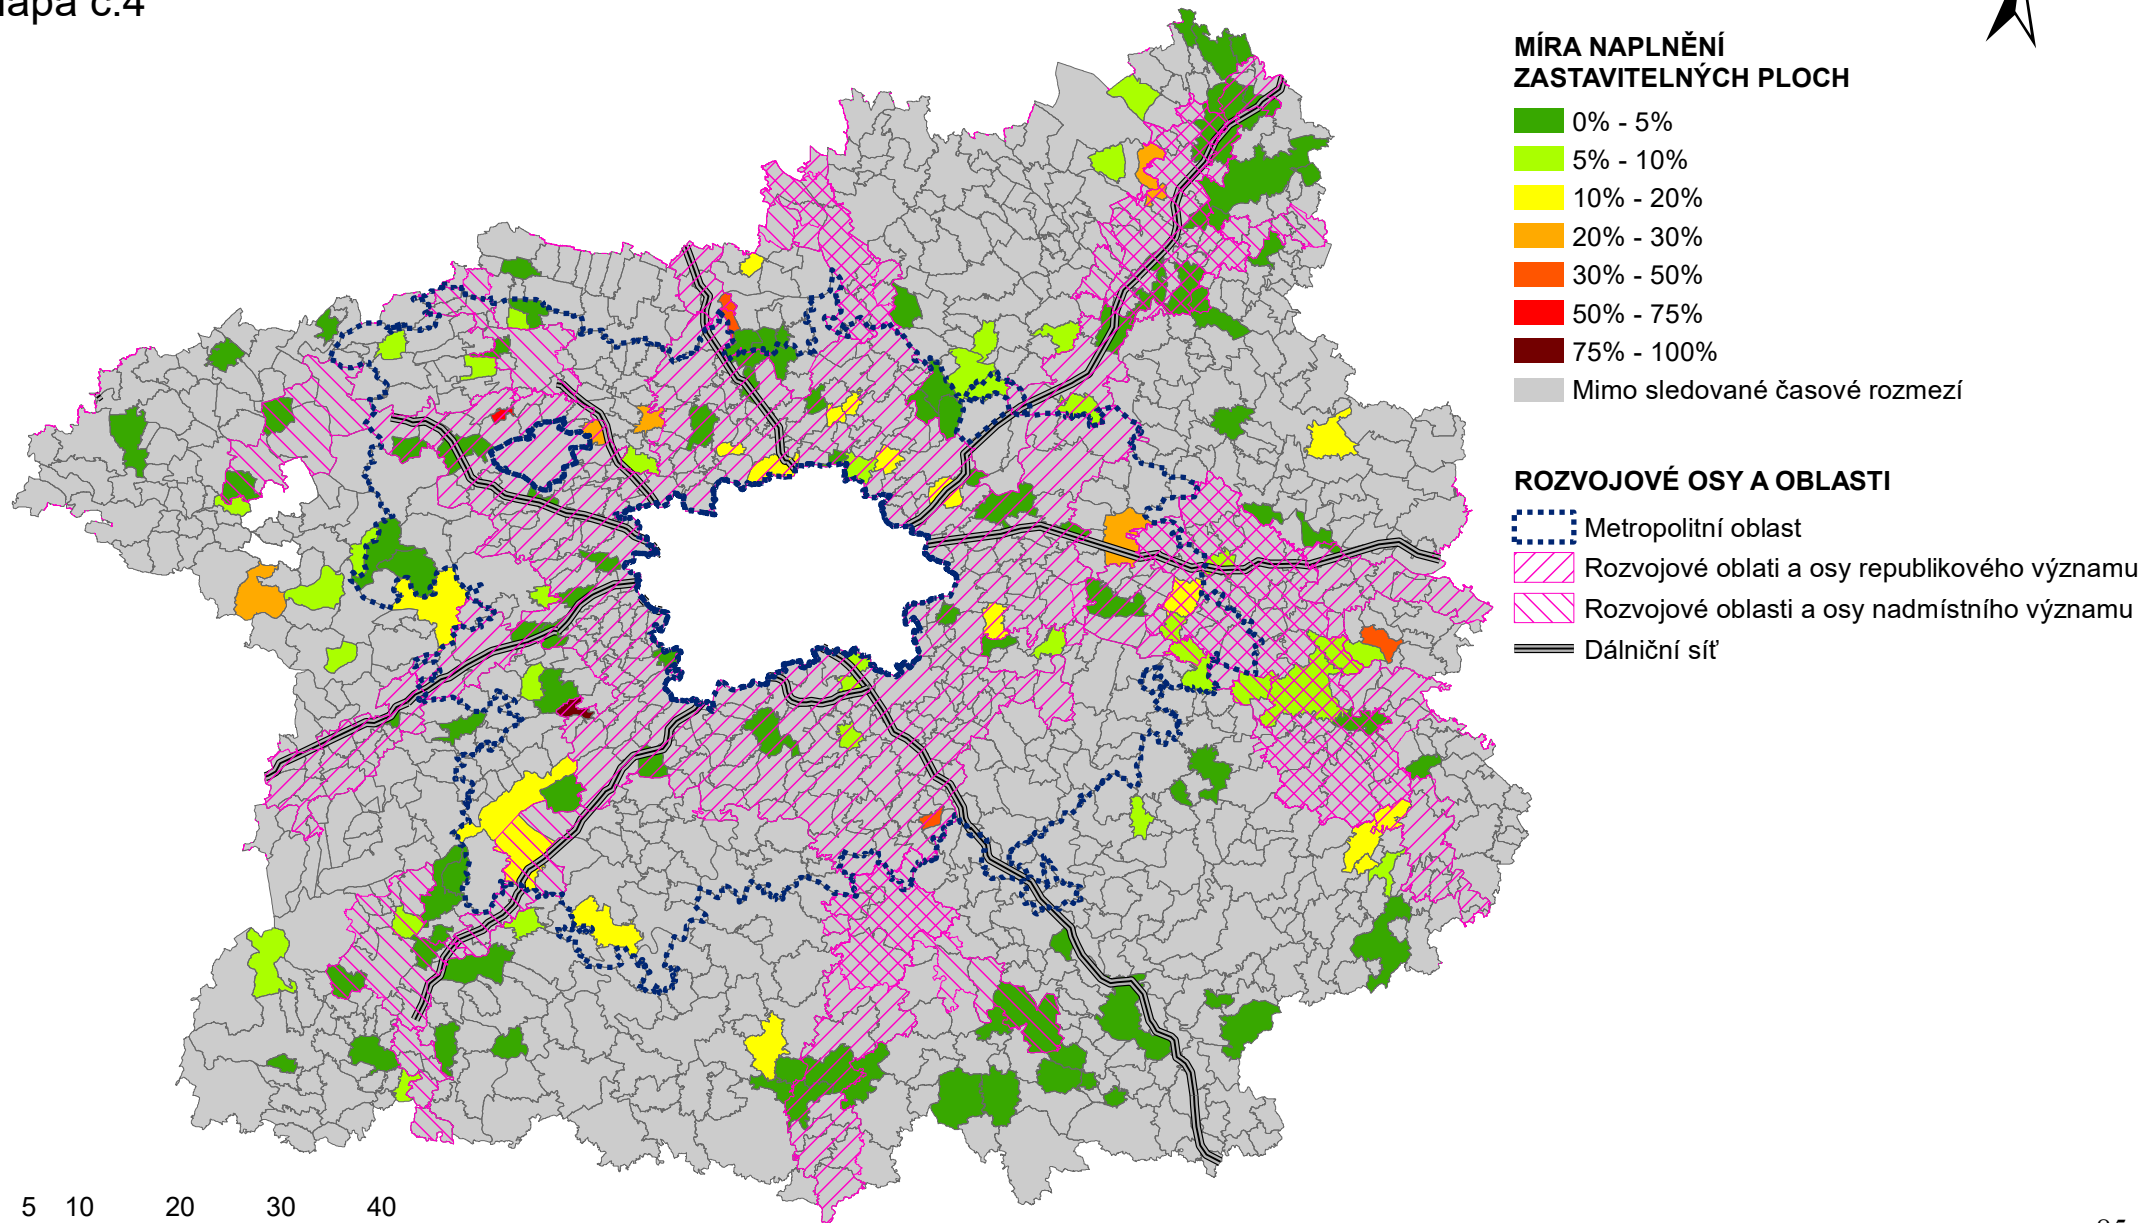 č.4
MÍRA NAPLNĚNÍ
ZASTAVITELNÝCH PLOCH
0% - 5%
5% - 10%
10% - 20%
20% - 30%
30% - 50%
50% - 75%
75% - 100%
Mimo sledované časové rozmezí
ROZVOJOVÉ OSY A OBLASTI
Metropolitní oblast
Rozvojové oblati a osy republikového významu
Rozvojové oblasti a osy nadmístního významu
Dálniční síť
5 10 20 30 40